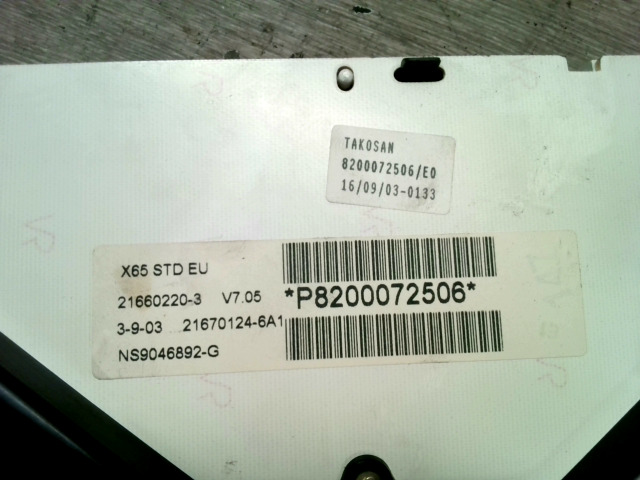 TAKOSAN
8200072506/E0
16/09/03-0133
X65 STD EU
21660220-3 V7.05
3-9-03 21670124-6A1
NS9046892-G
*P8200072506*